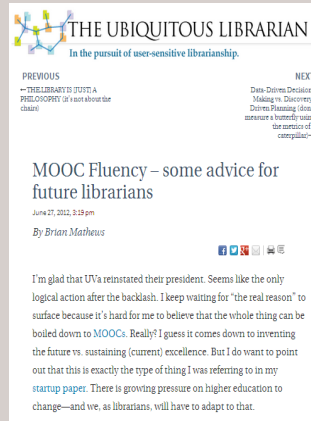 THE UBIQUITOUS LIBRARIAN
In the pursuit of user-sensitive librarianship.
PREVIOUS
←THE LIBRARY IS (JUST) A
PHILOSOPHY (it's not about the
chairs)
NEXT
Data-Driven Decision
Making vs. Discovery
Driven Planning (don
measure a butterfly usin
the metrics of
caterpillar)→
MOOC Fluency – some advice for
future librarians
June 27, 2012, 3:19 pm
By Brian Mathews
I'm glad that UVa reinstated their president. Seems like the only
logical action after the backlash. I keep waiting for “the real reason” to
surface because it's hard for me to believe that the whole thing can be
boiled down to MOOCs. Really? I guess it comes down to inventing
the future vs. sustaining (current) excellence. But I do want to point
out that this is exactly the type of thing I was referring to in my
startup paper. There is growing pressure on higher education to
change—and we, as librarians, will have to adapt to that.